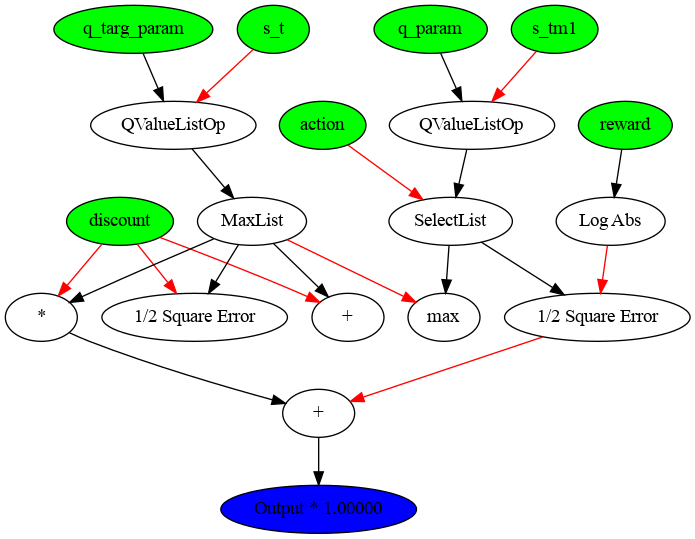 q_targ_param
s_t
q_param
s_tm1
QValueListOp
action
QValueListOp
reward
discount
MaxList
SelectList
Log Abs
*
1/2 Square Error
+
max
1/2 Square Error
+
Output * 1.00000